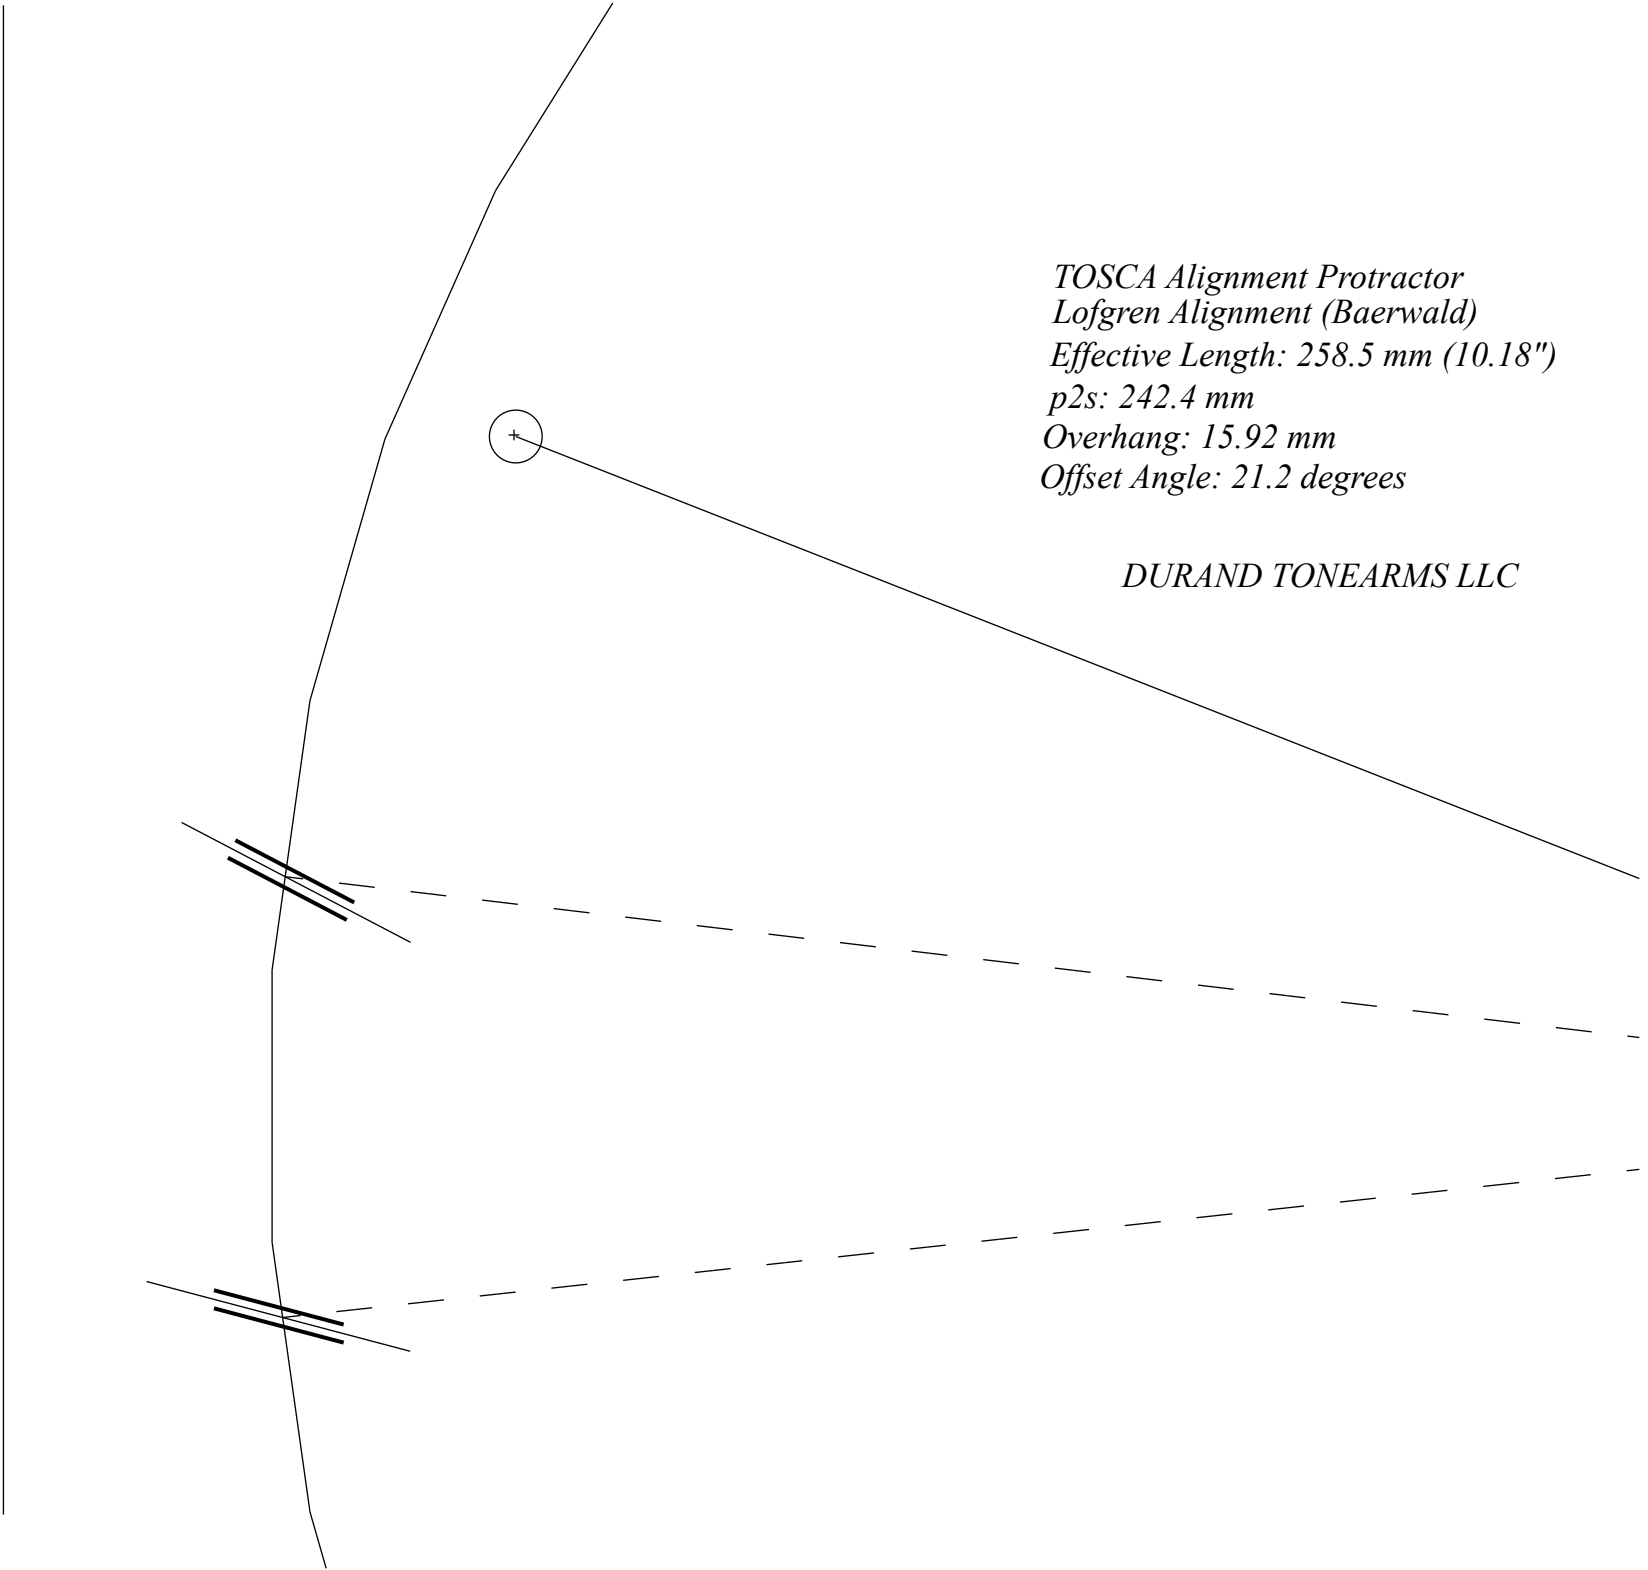 TOSCA Alignment Protractor
Lofgren Alignment (Baerwald)
Effective Length: 258.5 mm (10.18")
p2s: 242.4 mm
Overhang: 15.92 mm
Offset Angle: 21.2 degrees
DURAND TONEARMS LLC